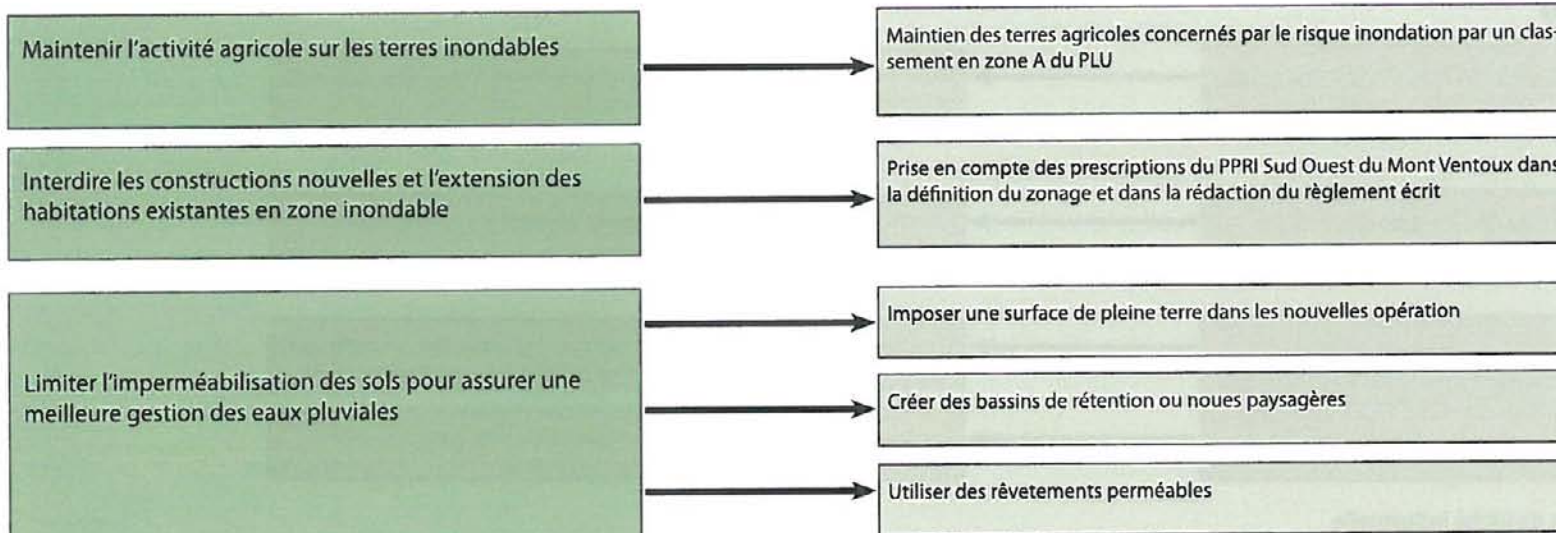 Maintenir l'activité agricole sur les terres inondables
Maintien des terres agricoles concernés par le risque inondation par un clas-
sement en zone A du PLU
Interdire les constructions nouvelles et l'extension des
habitations existantes en zone inondable
Prise en compte des prescriptions du PPRI Sud Ouest du Mont Ventoux dans
la définition du zonage et dans la rédaction du règlement écrit
Limiter l'imperméabilisation des sols pour assurer une
meilleure gestion des eaux pluviales
Imposer une surface de pleine terre dans les nouvelles opération
Créer des bassins de rétention ou noues paysagères
Utiliser des rêvetements perméables